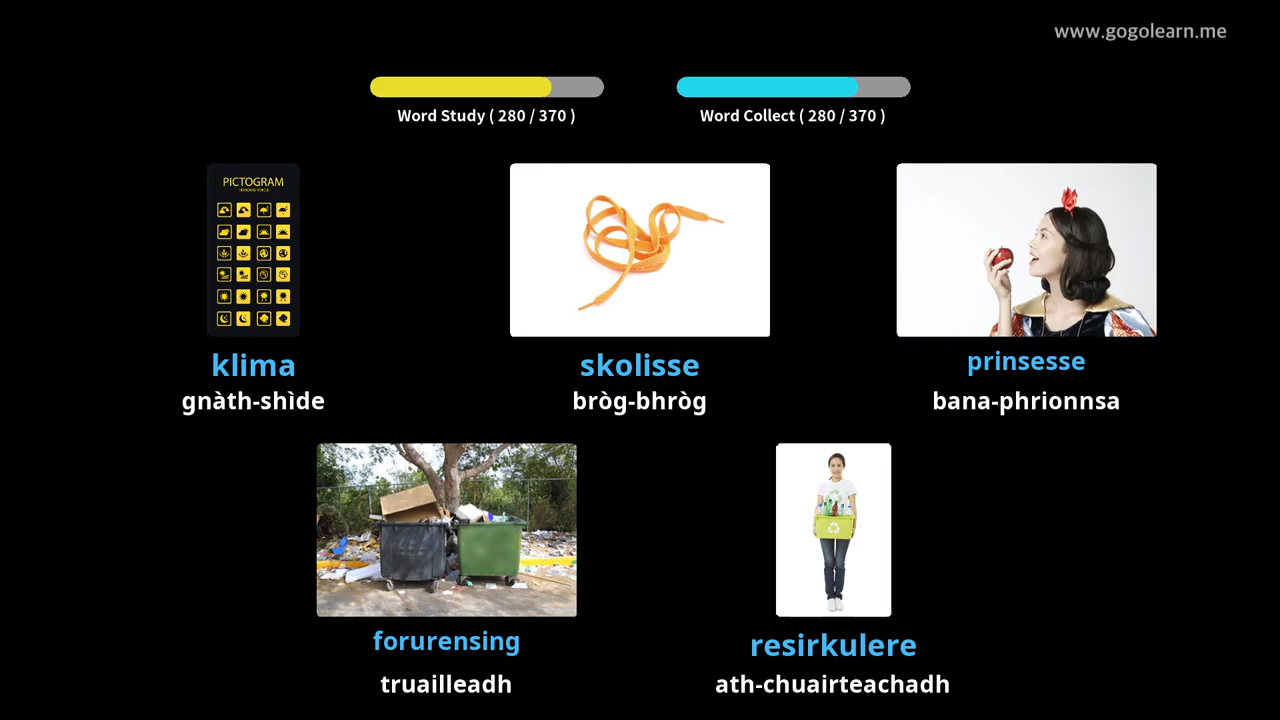 www.gogolearn.me
Word Study ( 280 / 370 )
Word Collect ( 280 / 370 )
PICTOGRAM
klima
skolisse
prinsesse
gnàth-shìde
bròg-bhròg
bana-phrionnsa
forurensing
resirkulere
truailleadh
ath-chuairteachadh